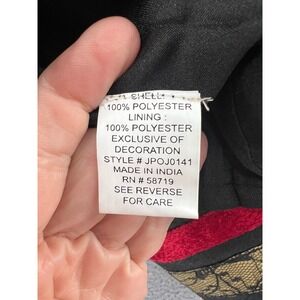 SHELL:
100% POLYESTER
LINING :
100% POLYESTER
EXCLUSIVE OF
DECORATION
STYLE # JPOJ0141
MADE IN INDIA
RN # 58719
SEE REVERSE
FOR CARE